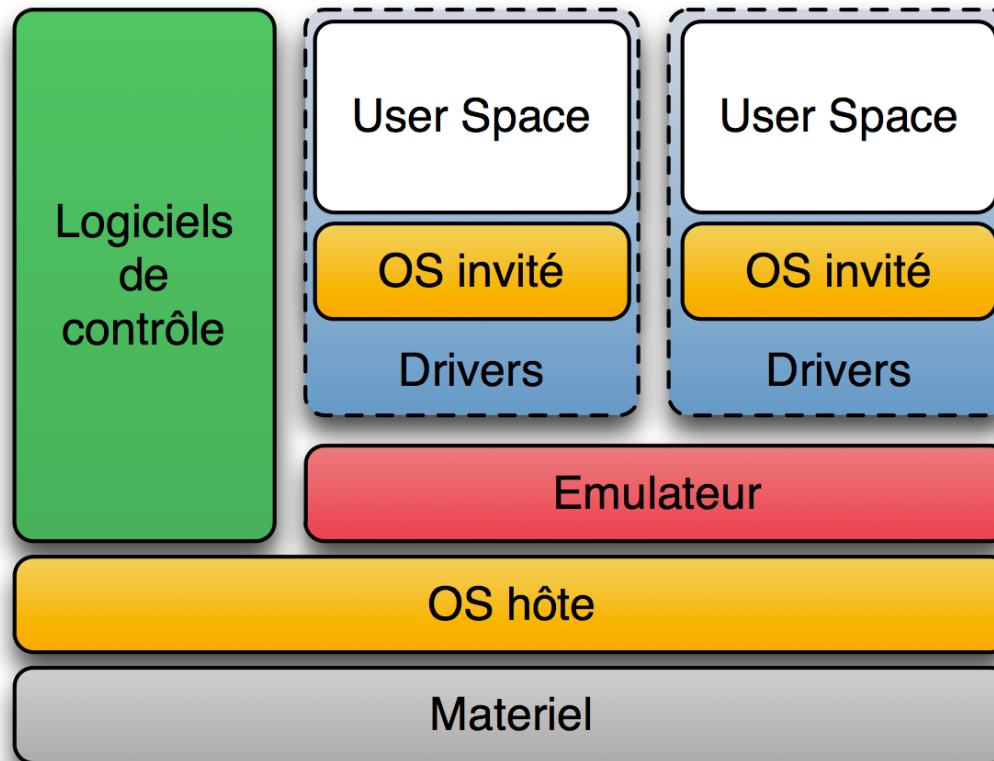 Logiciels
de
contrôle
User Space
OS invité
Drivers
User Space
OS invité
Drivers
Emulateur
OS hôte
Materiel